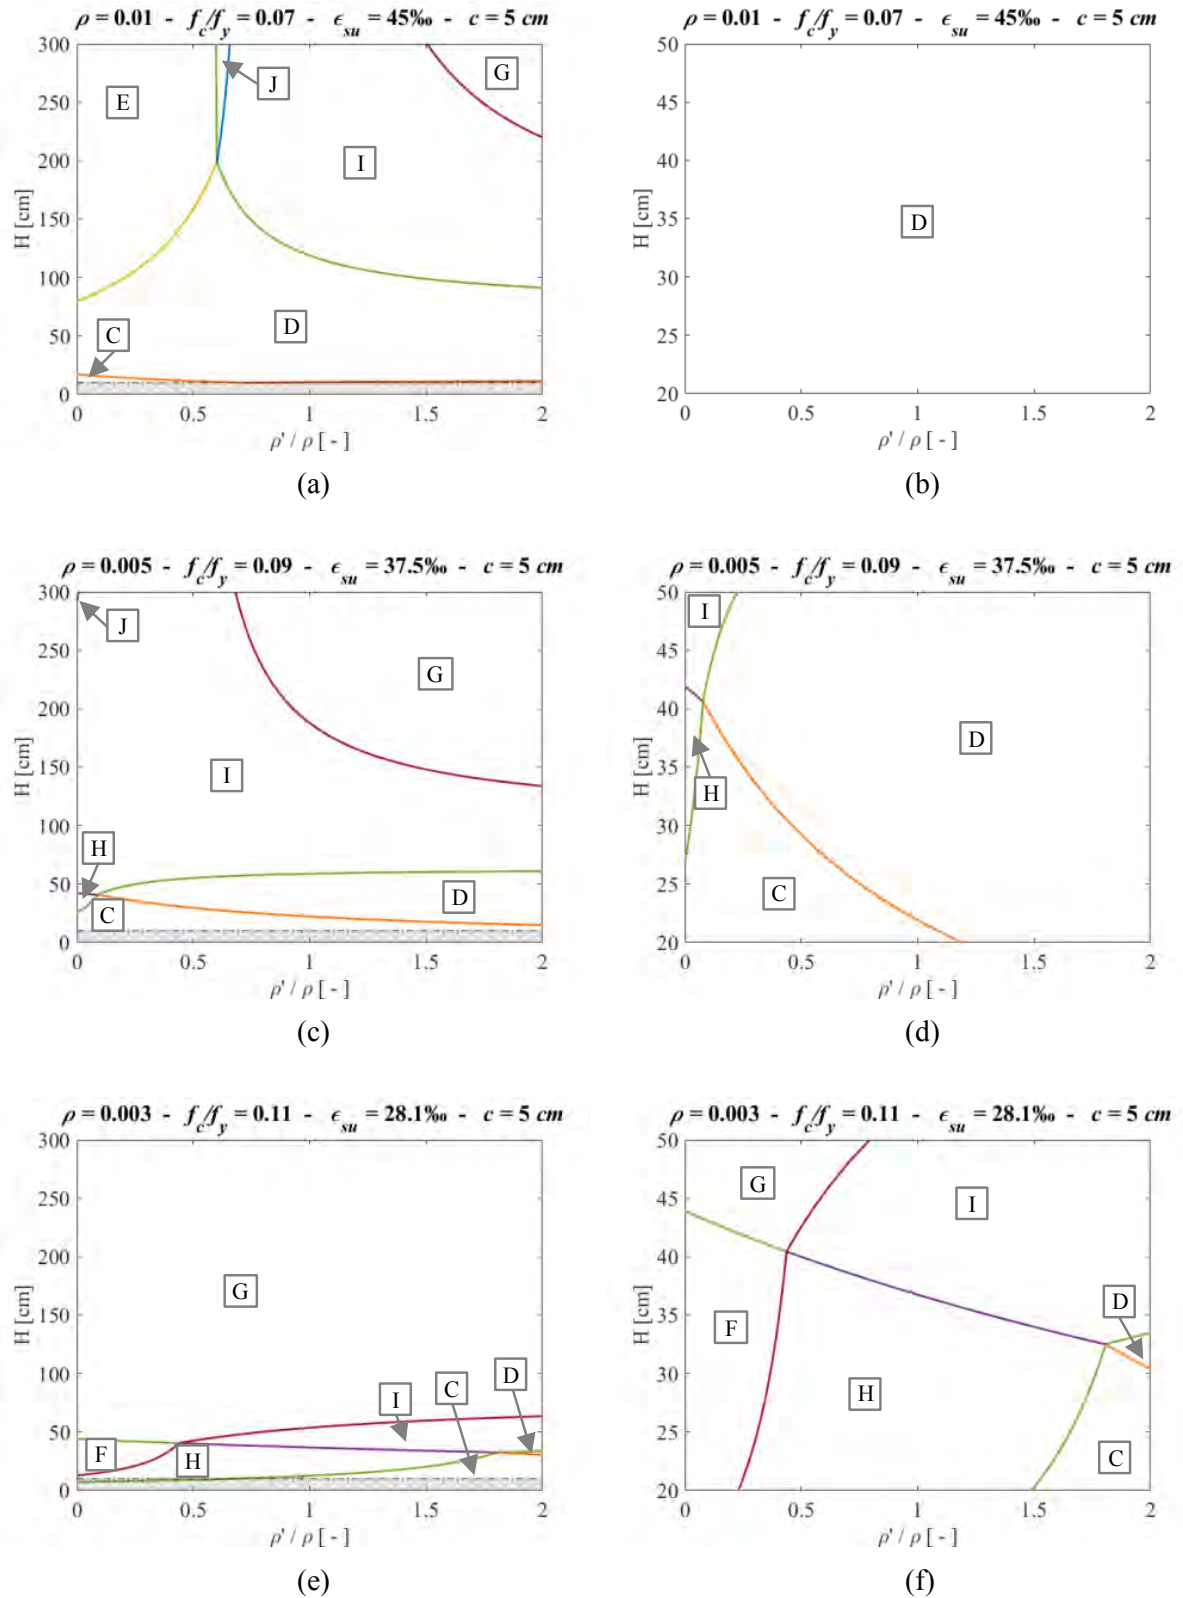 ρ = 0.01 - f_c/f_y = 0.07 - ϵ_su = 45‰ - c = 5 cm
300
250
200
150
100
50
0
H [cm]
E
J
G
I
D
C
0 0.5 1 1.5 2
ρ' / ρ [ - ]
(a)
ρ = 0.01 - f_c/f_y = 0.07 - ϵ_su = 45‰ - c = 5 cm
50
45
40
35
30
25
20
H [cm]
D
0 0.5 1 1.5 2
ρ' / ρ [ - ]
(b)
ρ = 0.005 - f_c/f_y = 0.09 - ϵ_su = 37.5‰ - c = 5 cm
300
250
200
150
100
50
0
H [cm]
J
G
I
H
D
C
0 0.5 1 1.5 2
ρ' / ρ [ - ]
(c)
ρ = 0.005 - f_c/f_y = 0.09 - ϵ_su = 37.5‰ - c = 5 cm
50
45
40
35
30
25
20
H [cm]
I
D
H
C
0 0.5 1 1.5 2
ρ' / ρ [ - ]
(d)
ρ = 0.003 - f_c/f_y = 0.11 - ϵ_su = 28.1‰ - c = 5 cm
300
250
200
150
100
50
0
H [cm]
G
D
C
I
F
H
0 0.5 1 1.5 2
ρ' / ρ [ - ]
(e)
ρ = 0.003 - f_c/f_y = 0.11 - ϵ_su = 28.1‰ - c = 5 cm
50
45
40
35
30
25
20
H [cm]
G
I
D
F
H
C
0 0.5 1 1.5 2
ρ' / ρ [ - ]
(f)